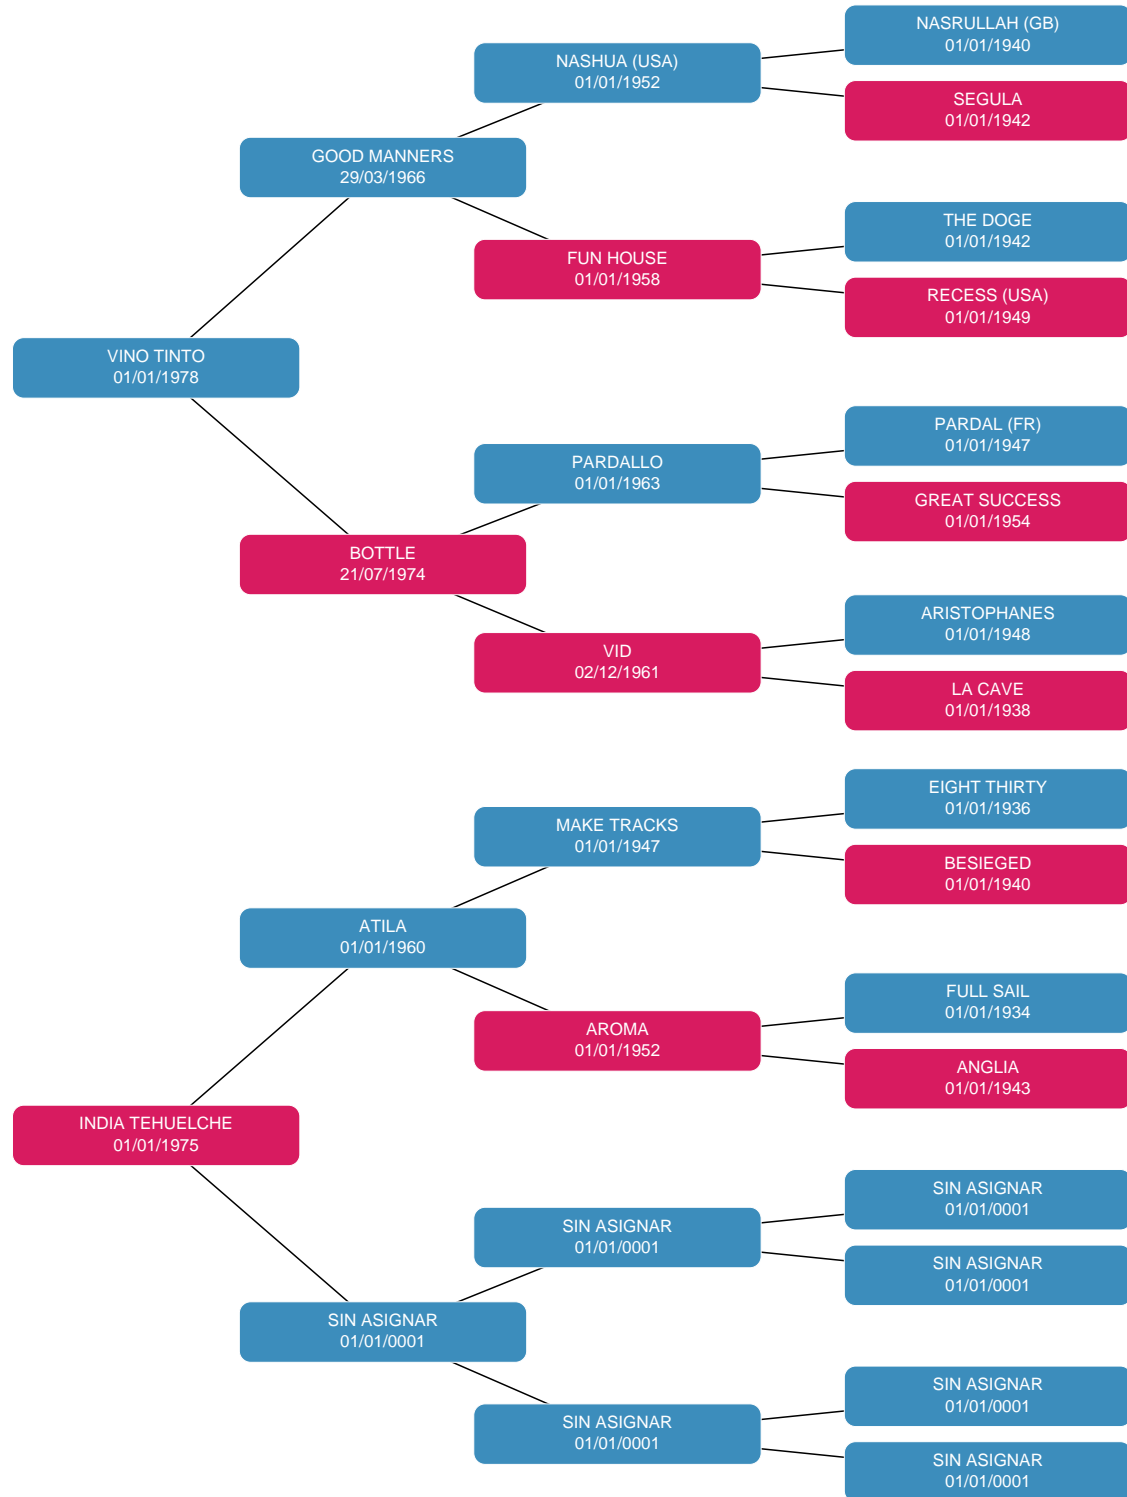 NASRULLAH (GB)
01/01/1940
NASHUA (USA)
01/01/1952
SEGULA
01/01/1942
GOOD MANNERS
29/03/1966
THE DOGE
01/01/1942
FUN HOUSE
01/01/1958
RECESS (USA)
01/01/1949
VINO TINTO
01/01/1978
PARDAL (FR)
01/01/1947
PARDALLO
01/01/1963
GREAT SUCCESS
01/01/1954
BOTTLE
21/07/1974
ARISTOPHANES
01/01/1948
VID
02/12/1961
LA CAVE
01/01/1938
EIGHT THIRTY
01/01/1936
MAKE TRACKS
01/01/1947
BESIEGED
01/01/1940
ATILA
01/01/1960
FULL SAIL
01/01/1934
AROMA
01/01/1952
ANGLIA
01/01/1943
INDIA TEHUELCHE
01/01/1975
SIN ASIGNAR
01/01/0001
SIN ASIGNAR
01/01/0001
SIN ASIGNAR
01/01/0001
SIN ASIGNAR
01/01/0001
SIN ASIGNAR
01/01/0001
SIN ASIGNAR
01/01/0001
SIN ASIGNAR
01/01/0001